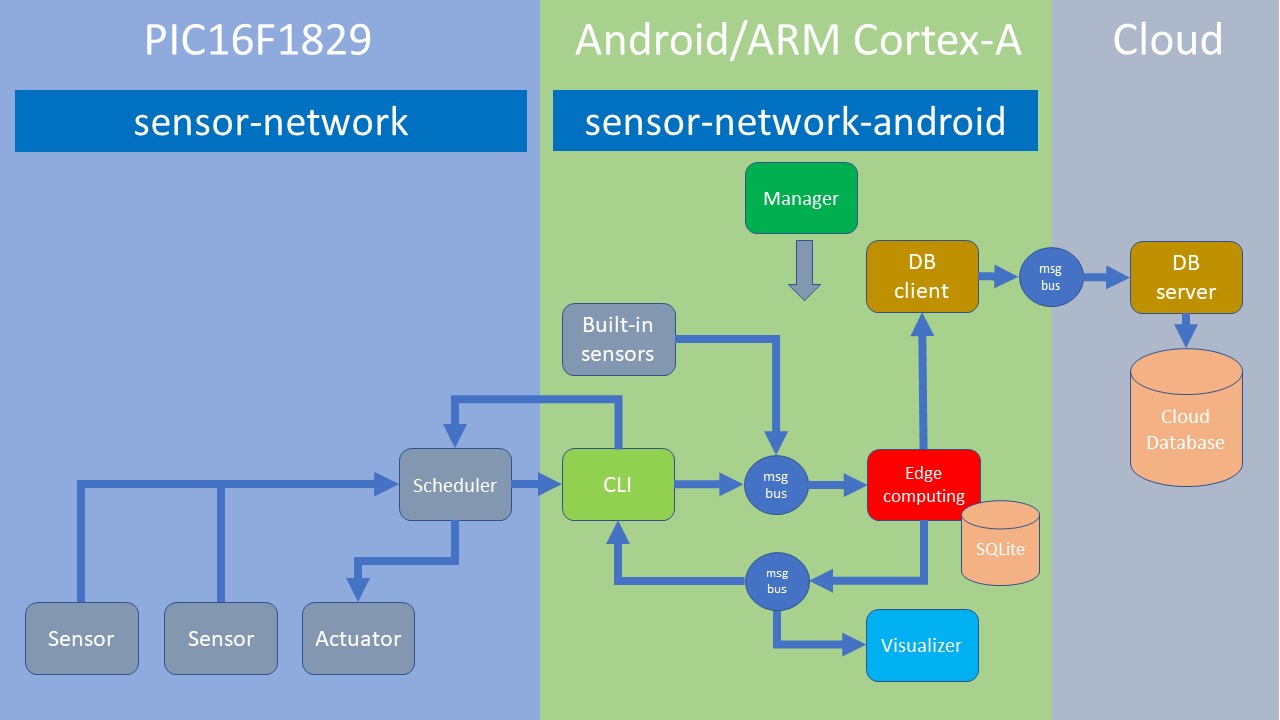 PIC16F1829
Android/ARM Cortex-A
Cloud
sensor-network
sensor-network-android
Manager
DB
client
msg
bus
DB
server
Built-in
sensors
Cloud
Database
Scheduler
CLI
msg
bus
Edge
computing
SQLite
msg
bus
Sensor
Sensor
Actuator
Visualizer